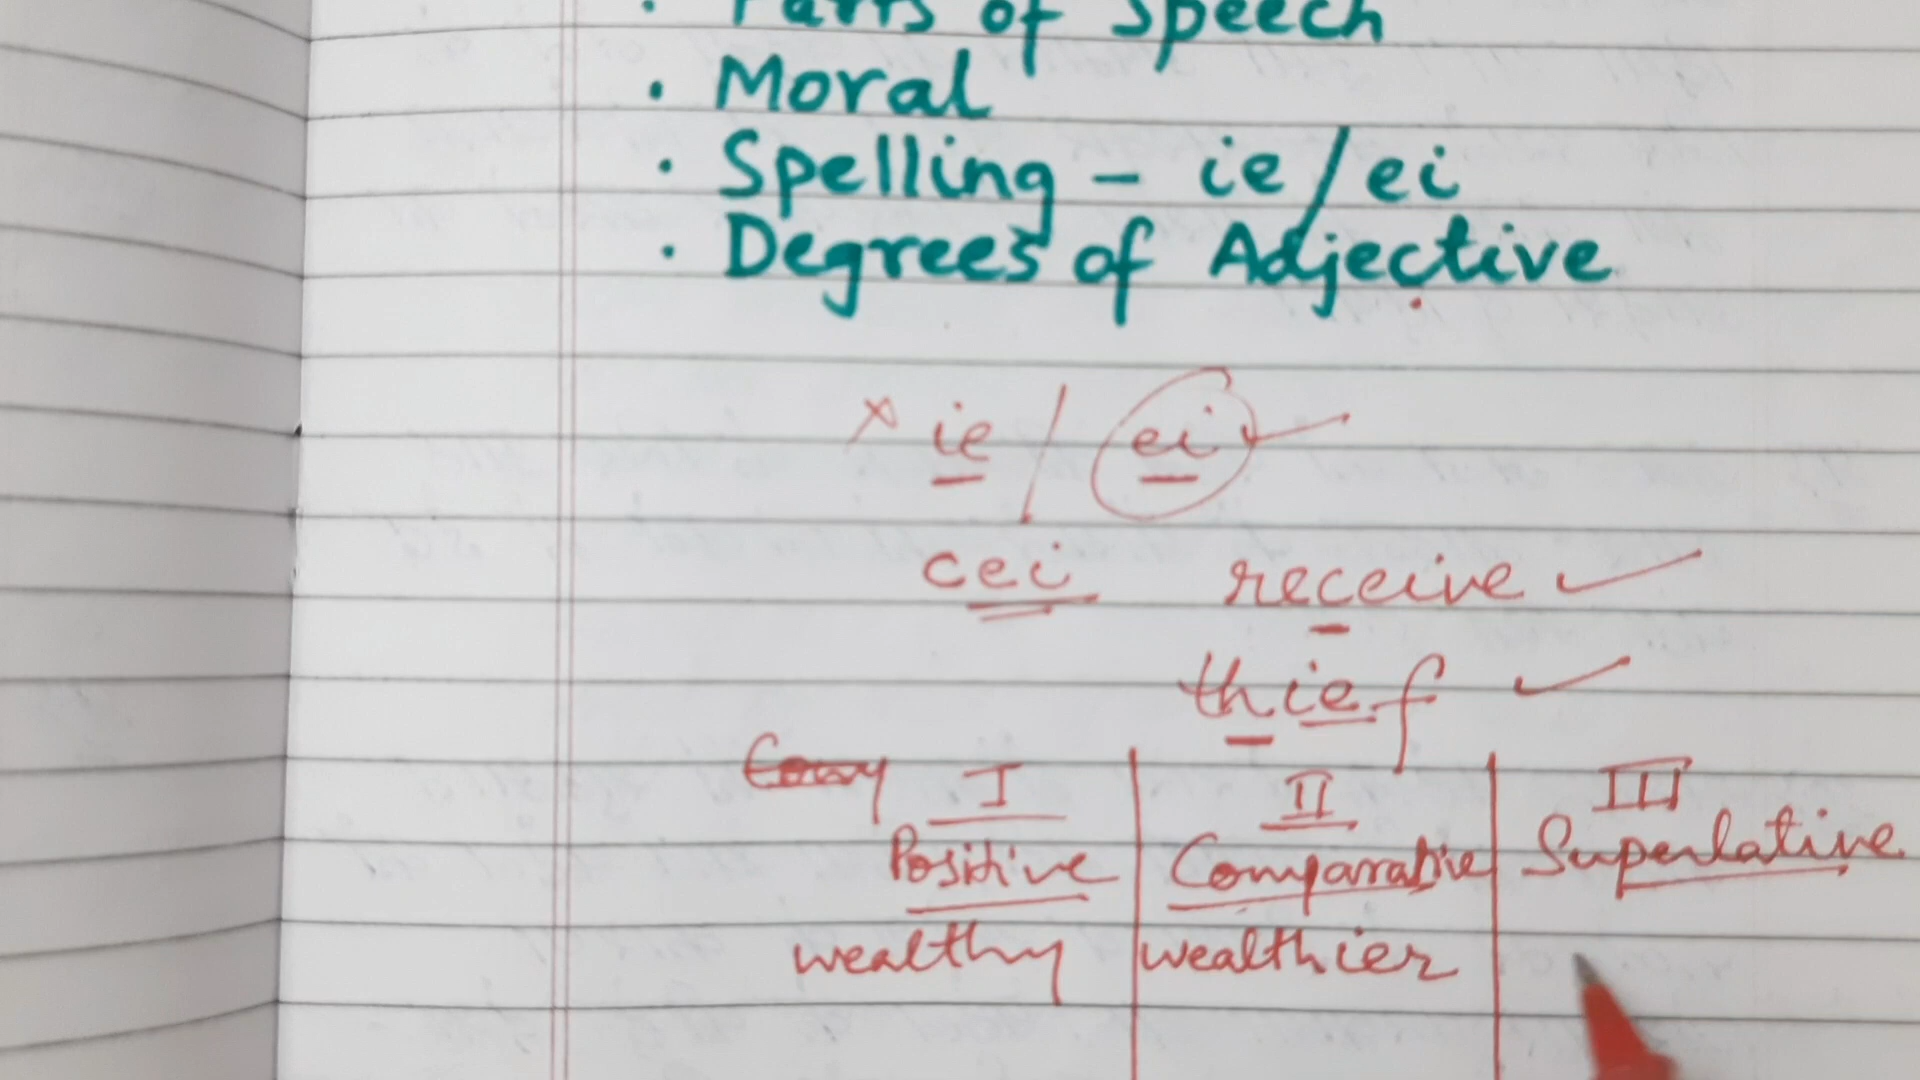 · Parts of Speech
· Moral
· Spelling – ie/ei
· Degrees of Adjective
× ie / ei ✓
cei receive ✓
thief ✓
I II III
Positive Comparative Superlative
wealthy wealthier